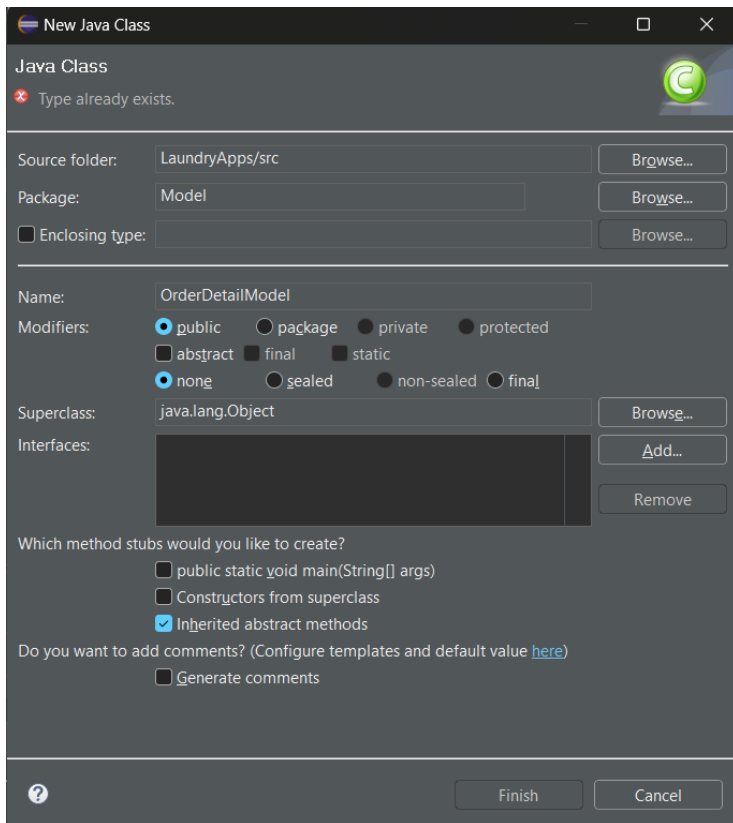 New Java Class
Java Class
Type already exists.
Source folder: LaundryApps/src Browse...
Package: Model Browse...
Enclosing type: Browse...
Name: OrderDetailModel
Modifiers: public package private protected
abstract final static
none sealed non-sealed final
Superclass: java.lang.Object Browse...
Interfaces: Add...
Remove
Which method stubs would you like to create?
public static void main(String[] args)
Constructors from superclass
Inherited abstract methods
Do you want to add comments? (Configure templates and default value here)
Generate comments
? Finish Cancel